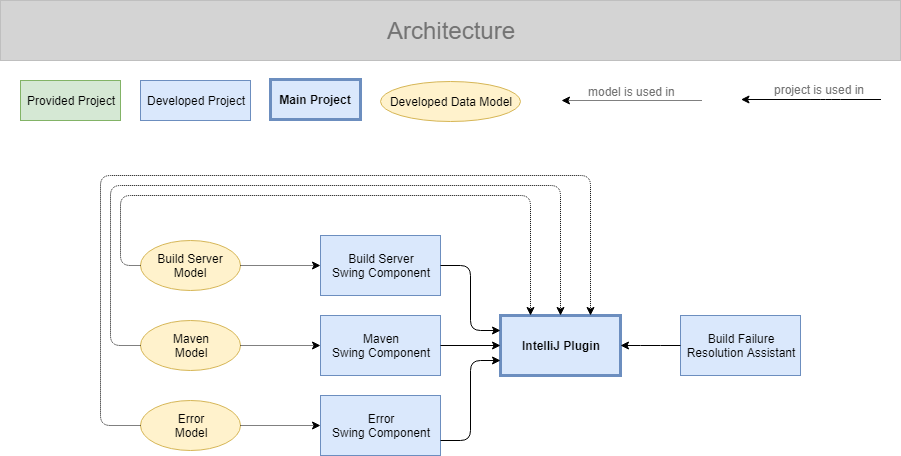 Architecture
Provided Project
Developed Project
Main Project
Developed Data Model
model is used in
project is used in
Build Server
Model
Build Server
Swing Component
Maven
Model
Maven
Swing Component
IntelliJ Plugin
Build Failure
Resolution Assistant
Error
Model
Error
Swing Component